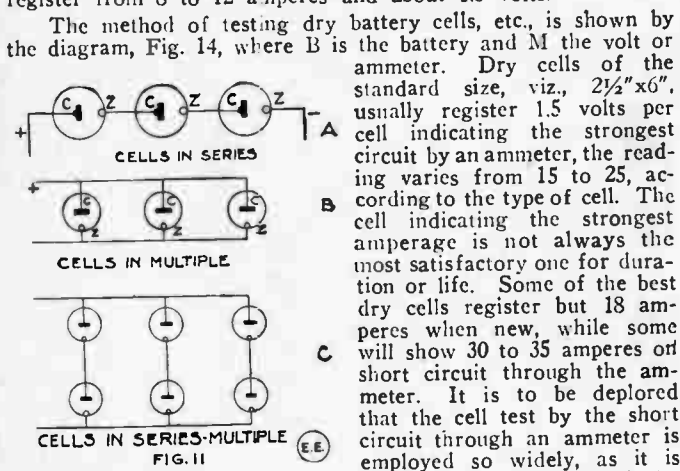 register from to 12 amperes and about volts.
The method of testing dry battery cells, etc., is shown by
the diagram, Fig. 14, where B is the battery and M the volt or
ammeter. Dry cells of the
standard size, viz., 2½"x6",
usually register 1.5 volts per
cell indicating the strongest
circuit by an ammeter, the read-
ing varies from 15 to 25, ac-
cording to the type of cell. The
cell indicating the strongest
amperage is not always the
most satisfactory one for dura-
tion or life. Some of the best
dry cells register but 18 am-
peres when new, while some
will show 30 to 35 amperes on
short circuit through the am-
meter. It is to be deplored
that the cell test by the short
circuit through an ammeter is
employed so widely, as it is
C Z C Z C Z
+ - A
CELLS IN SERIES
+ C C C
Z Z Z B
CELLS IN MULTIPLE
C
CELLS IN SERIES-MULTIPLE
FIG. 11
E.E.